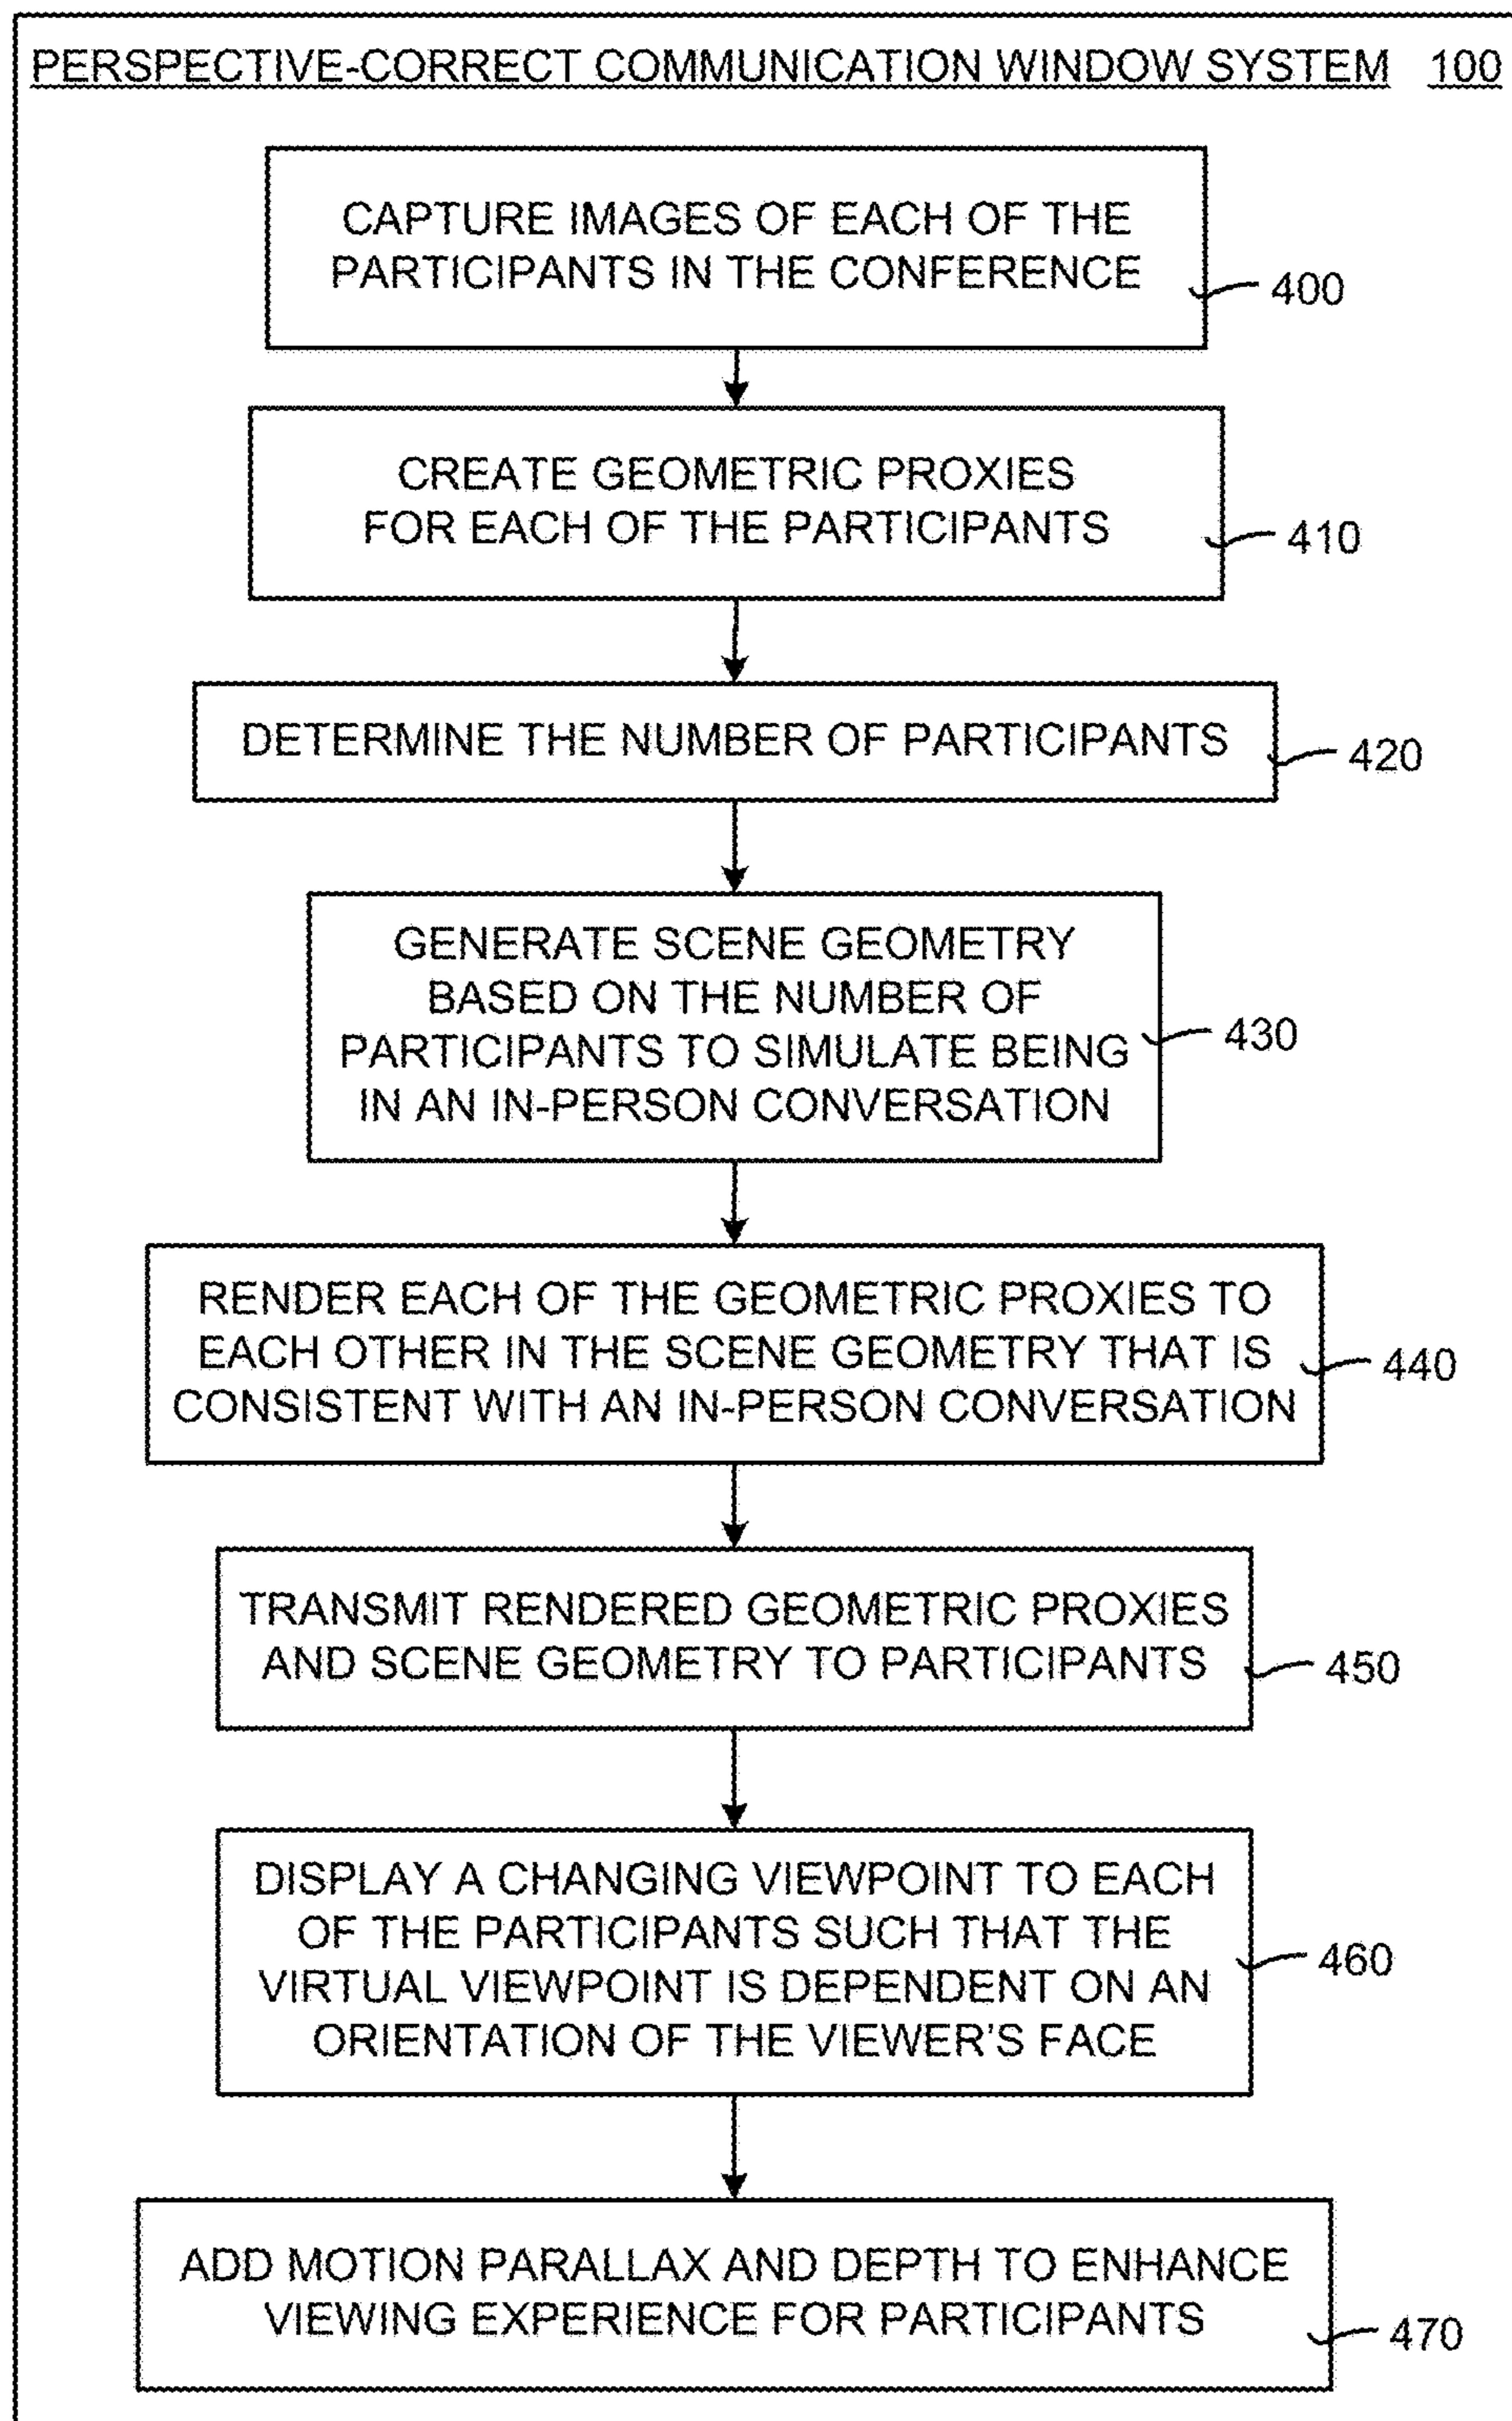 PERSPECTIVE-CORRECT COMMUNICATION WINDOW SYSTEM 100
CAPTURE IMAGES OF EACH OF THE
PARTICIPANTS IN THE CONFERENCE
400
CREATE GEOMETRIC PROXIES
FOR EACH OF THE PARTICIPANTS
410
DETERMINE THE NUMBER OF PARTICIPANTS
420
GENERATE SCENE GEOMETRY
BASED ON THE NUMBER OF
PARTICIPANTS TO SIMULATE BEING
IN AN IN-PERSON CONVERSATION
430
RENDER EACH OF THE GEOMETRIC PROXIES TO
EACH OTHER IN THE SCENE GEOMETRY THAT IS
CONSISTENT WITH AN IN-PERSON CONVERSATION
440
TRANSMIT RENDERED GEOMETRIC PROXIES
AND SCENE GEOMETRY TO PARTICIPANTS
450
DISPLAY A CHANGING VIEWPOINT TO EACH
OF THE PARTICIPANTS SUCH THAT THE
VIRTUAL VIEWPOINT IS DEPENDENT ON AN
ORIENTATION OF THE VIEWER'S FACE
460
ADD MOTION PARALLAX AND DEPTH TO ENHANCE
VIEWING EXPERIENCE FOR PARTICIPANTS
470